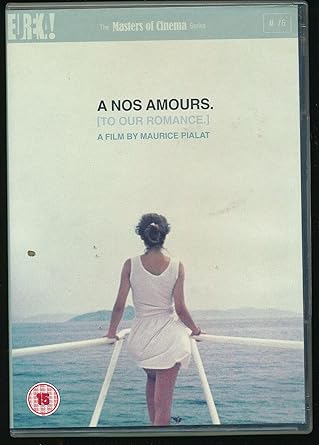 EUREKA!
The Masters of Cinema Series
# 76
A NOS AMOURS.
[TO OUR ROMANCE.]
A FILM BY MAURICE PIALAT
15